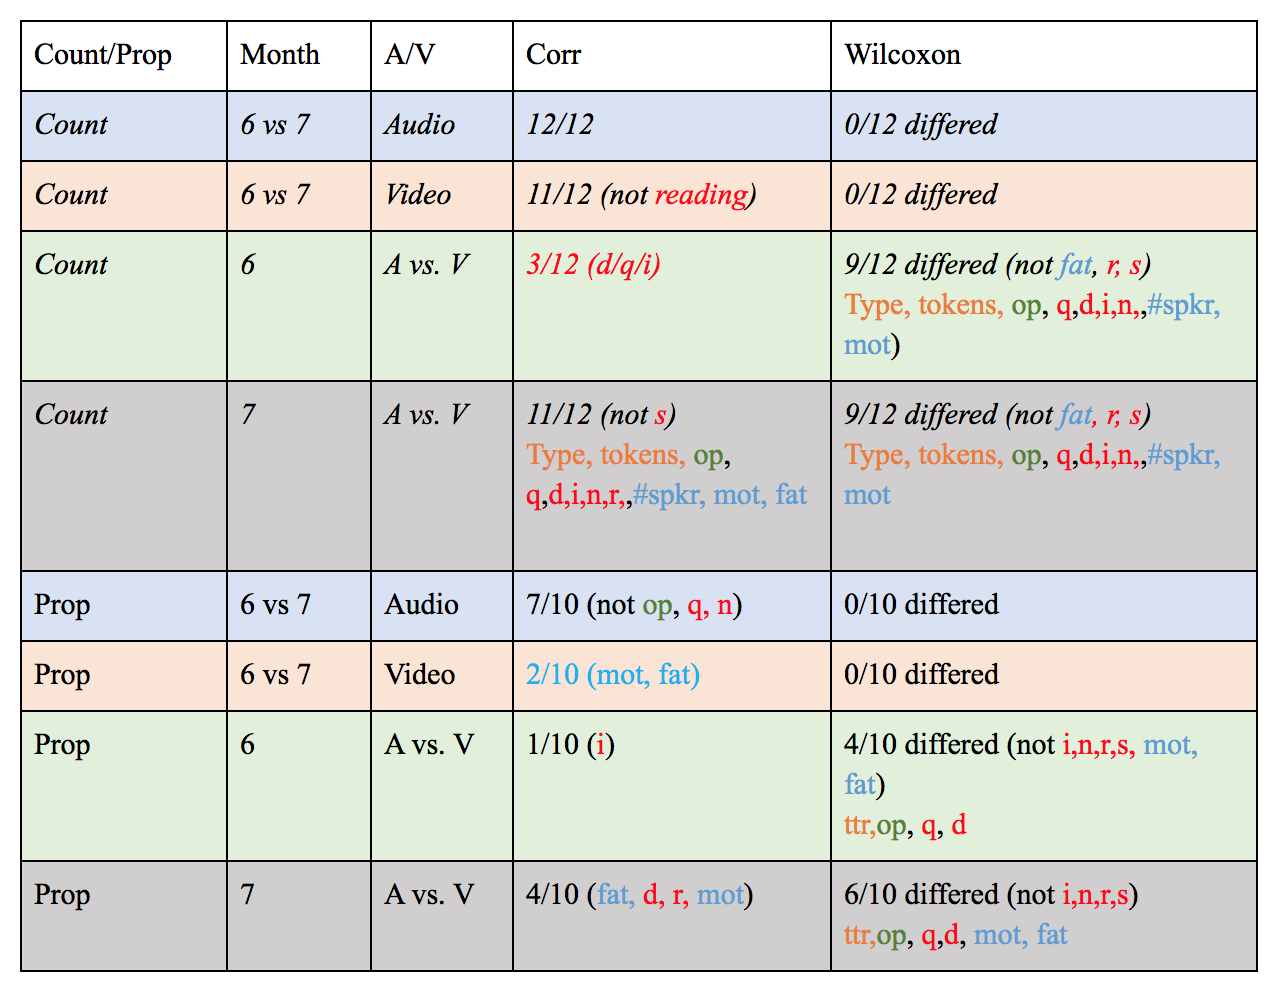 Count/Prop Month A/V Corr Wilcoxon
Count 6 vs 7 Audio 12/12 0/12 differed
Count 6 vs 7 Video 11/12 (not reading) 0/12 differed
Count 6 A vs. V 3/12 (d/q/i) 9/12 differed (not fat, r, s)
Type, tokens, op, q,d,i,n,,#spkr,
mot)
Count 7 A vs. V 11/12 (not s) 9/12 differed (not fat, r, s)
Type, tokens, op, Type, tokens, op, q,d,i,n,,#spkr,
q,d,i,n,r,,#spkr, mot, fat mot
Prop 6 vs 7 Audio 7/10 (not op, q, n) 0/10 differed
Prop 6 vs 7 Video 2/10 (mot, fat) 0/10 differed
Prop 6 A vs. V 1/10 (i) 4/10 differed (not i,n,r,s, mot,
fat)
ttr,op, q, d
Prop 7 A vs. V 4/10 (fat, d, r, mot) 6/10 differed (not i,n,r,s)
ttr,op, q,d, mot, fat